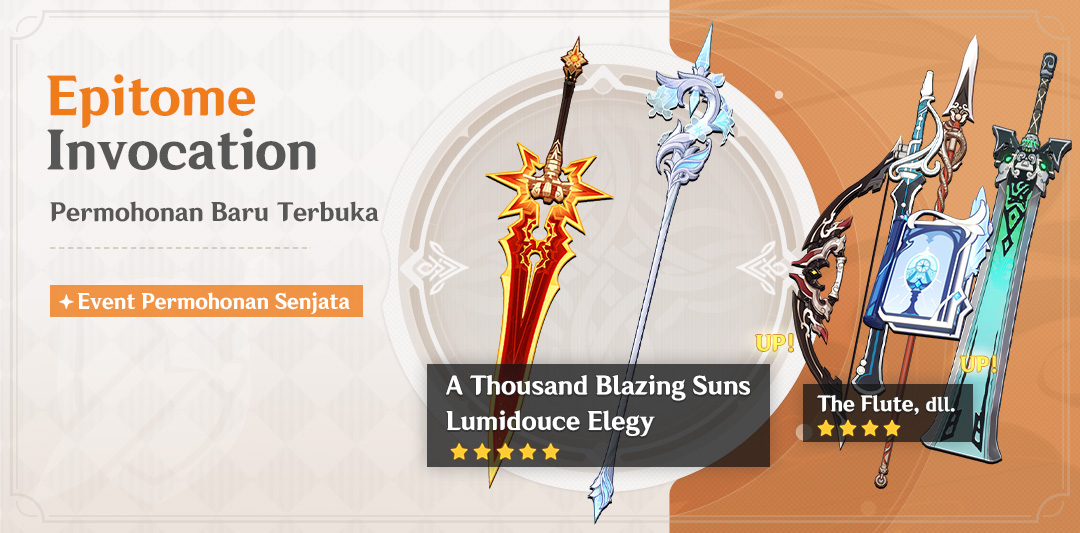 Epitome
Invocation
Permohonan Baru Terbuka
Event Permohonan Senjata
A Thousand Blazing Suns
Lumidouce Elegy
UP!
The Flute, dll.
UP!